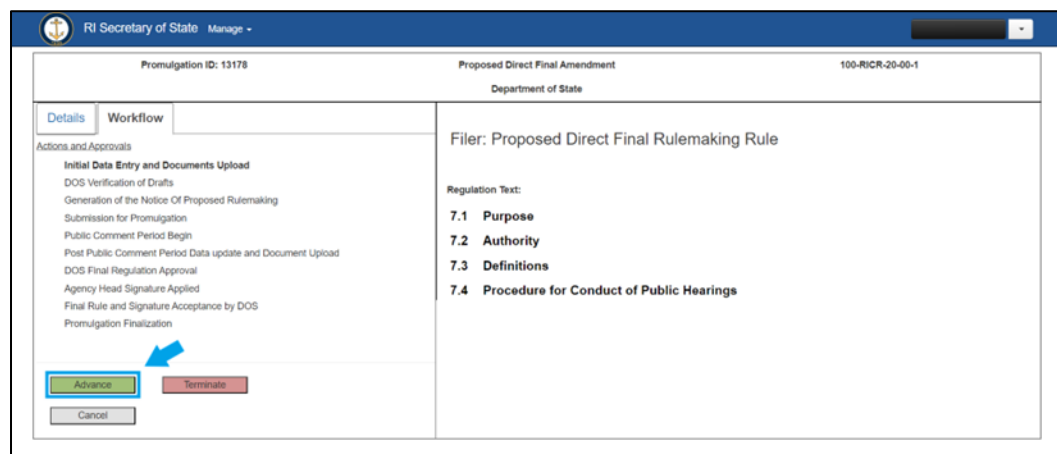 RI Secretary of State Manage
Promulgation ID: 13178 Proposed Direct Final Amendment 100-RICR-20-00-1
Department of State
Details Workflow
Actions and Approvals
Initial Data Entry and Documents Upload
DOS Verification of Drafts
Generation of the Notice Of Proposed Rulemaking
Submission for Promulgation
Public Comment Period Begin
Post Public Comment Period Data update and Document Upload
DOS Final Regulation Approval
Agency Head Signature Applied
Final Rule and Signature Acceptance by DOS
Promulgation Finalization
Advance Terminate
Cancel
Filer: Proposed Direct Final Rulemaking Rule
Regulation Text:
7.1 Purpose
7.2 Authority
7.3 Definitions
7.4 Procedure for Conduct of Public Hearings